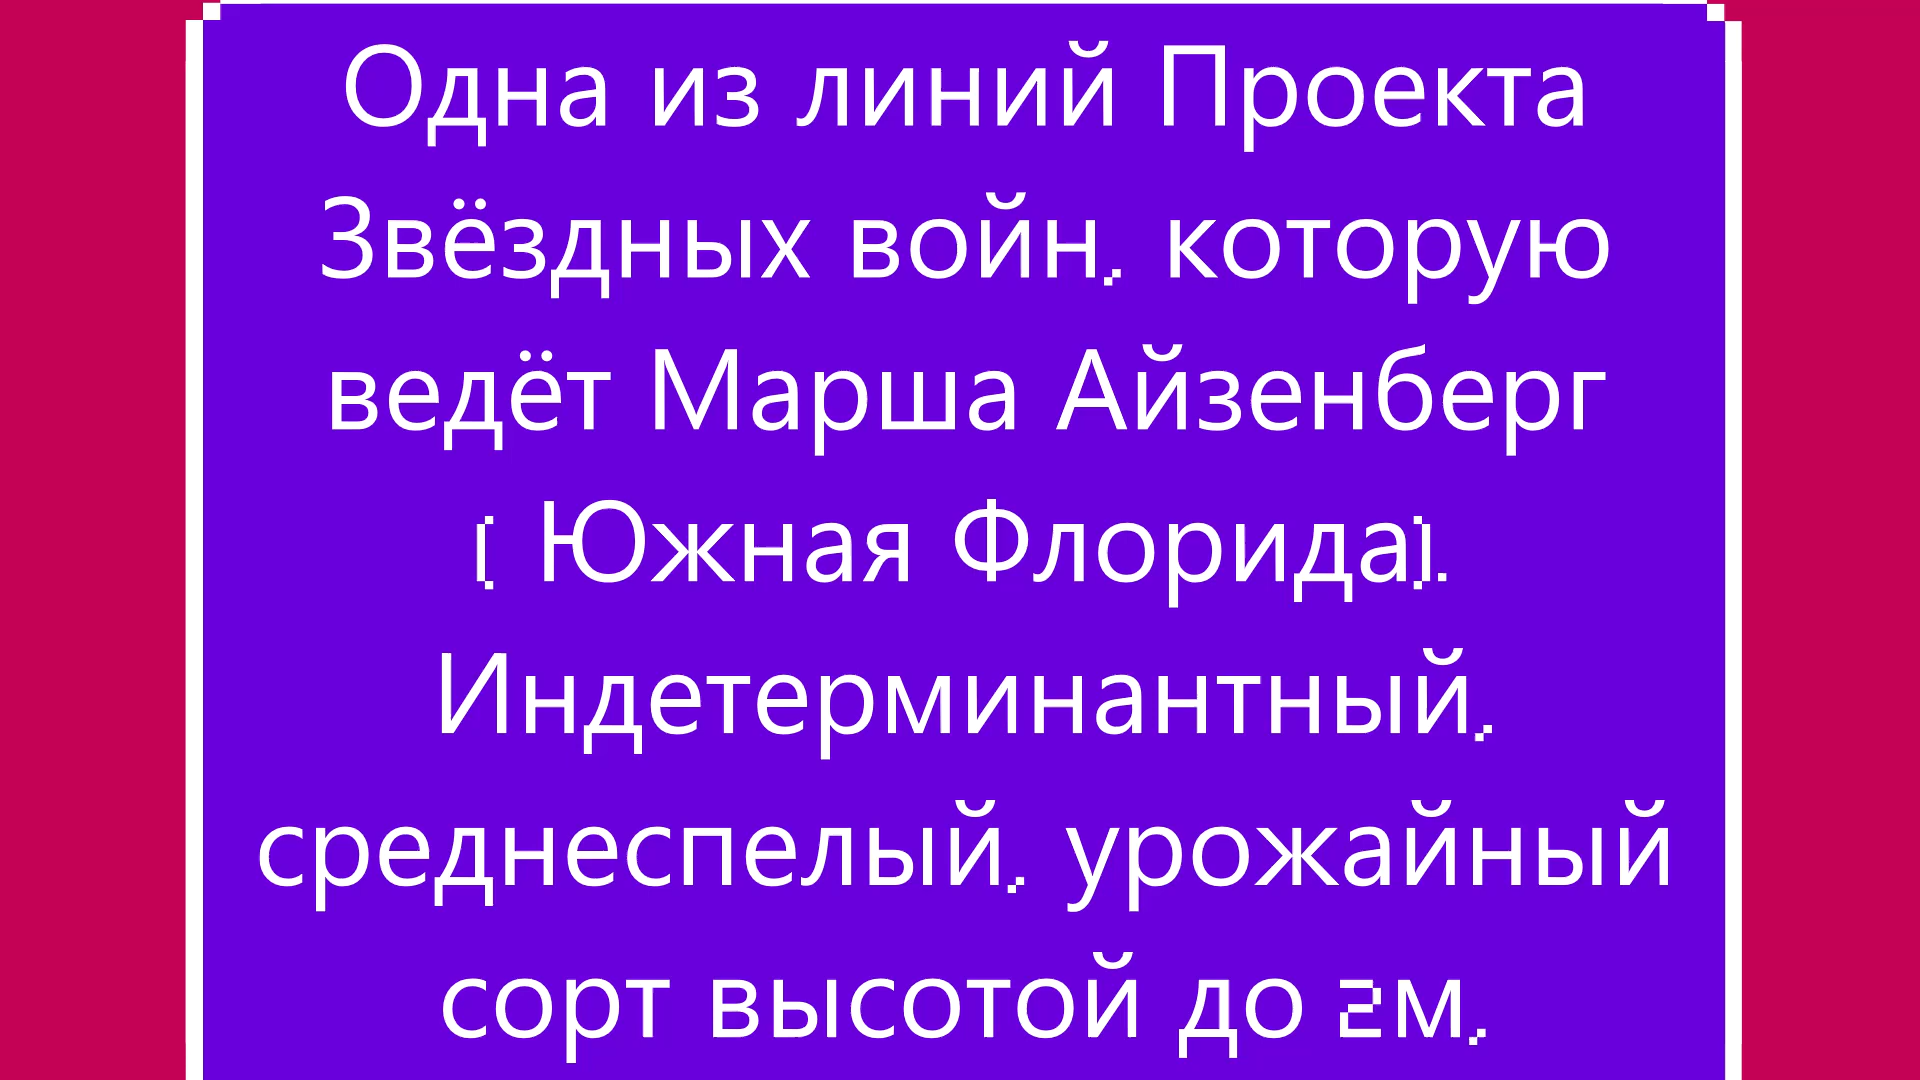 Одна из линий Проекта
Звёздных войн, которую
ведёт Марша Айзенберг
( Южная Флорида).
Индетерминантный,
среднеспелый, урожайный
сорт высотой до 2м,